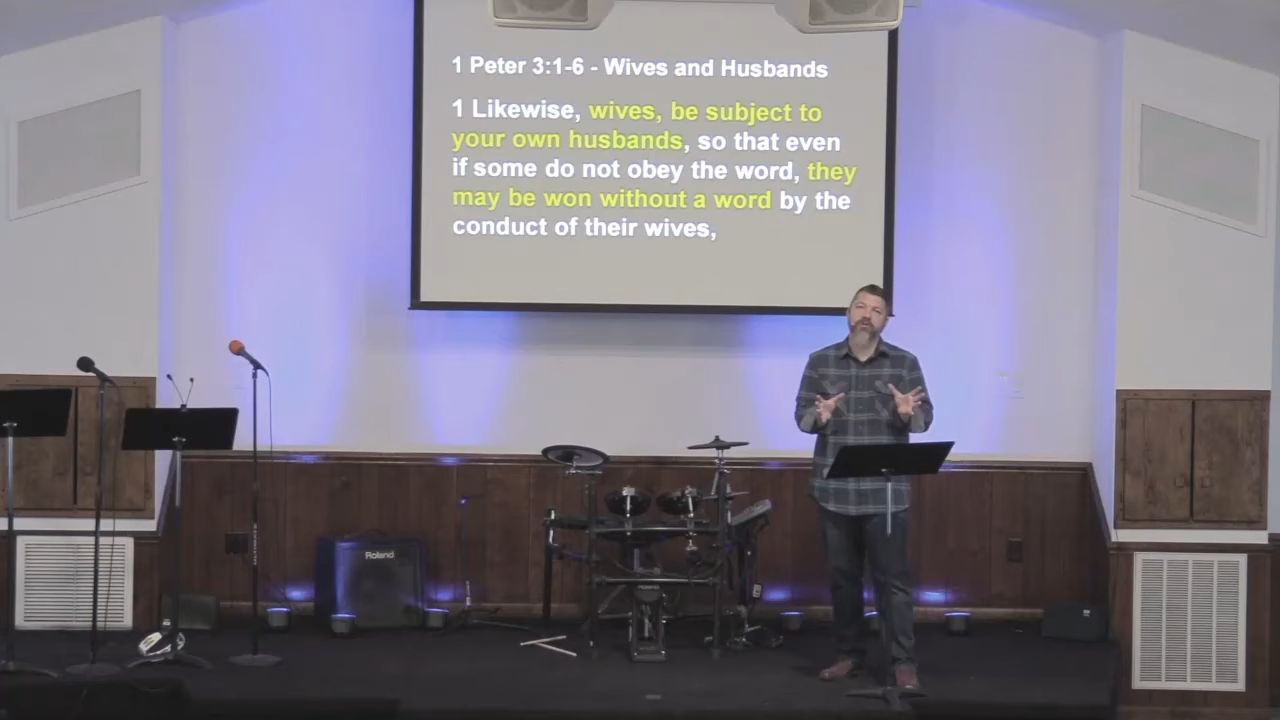 1 Peter 3:1-6 - Wives and Husbands
1 Likewise, wives, be subject to
your own husbands, so that even
if some do not obey the word, they
may be won without a word by the
conduct of their wives,
Roland